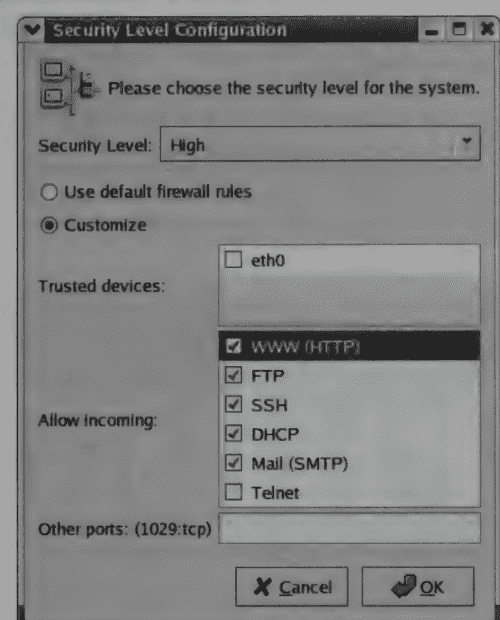 Security Level Configuration
Please choose the security level for the system.
Security Level: High
Use default firewall rules
Customize
Trusted devices:
eth0
Allow incoming:
WWW (HTTP)
FTP
SSH
DHCP
Mail (SMTP)
Telnet
Other ports: (1029:tcp)
Cancel
OK